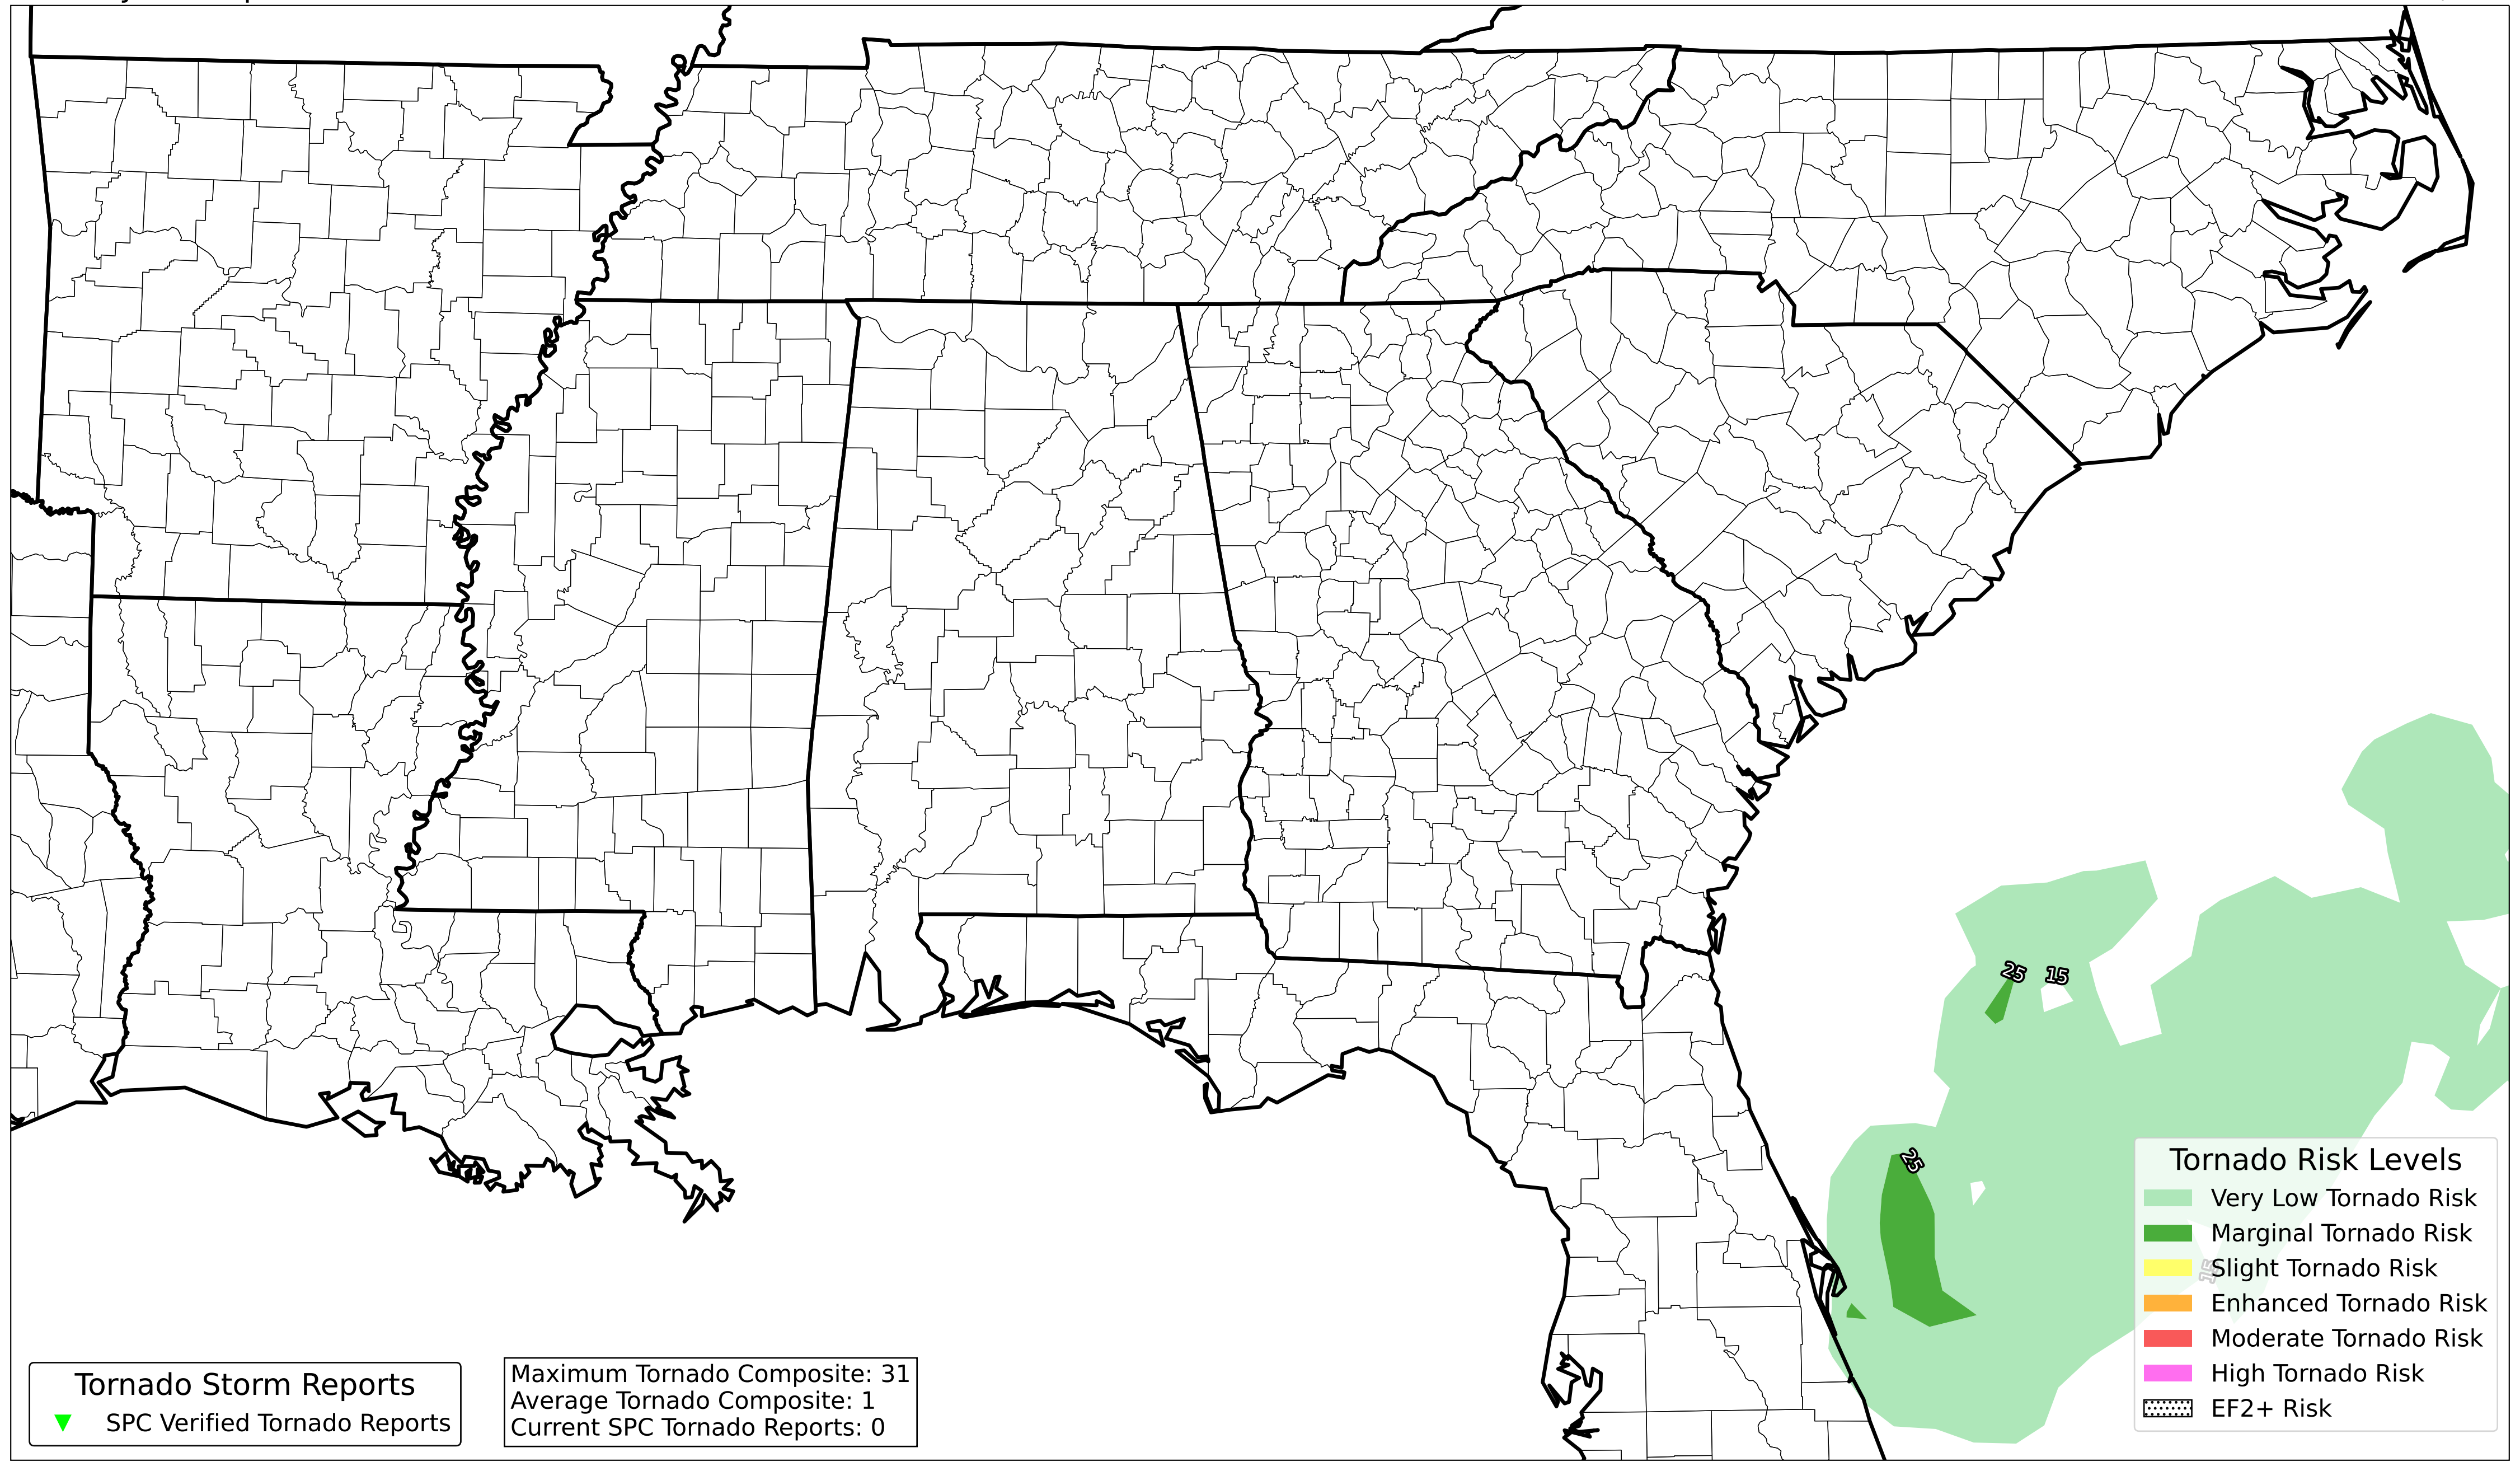 25
15
25
Tornado Risk Levels
Very Low Tornado Risk
Marginal Tornado Risk
15
Slight Tornado Risk
Enhanced Tornado Risk
Moderate Tornado Risk
High Tornado Risk
EF2+ Risk
Tornado Storm Reports
SPC Verified Tornado Reports
Maximum Tornado Composite: 31
Average Tornado Composite: 1
Current SPC Tornado Reports: 0